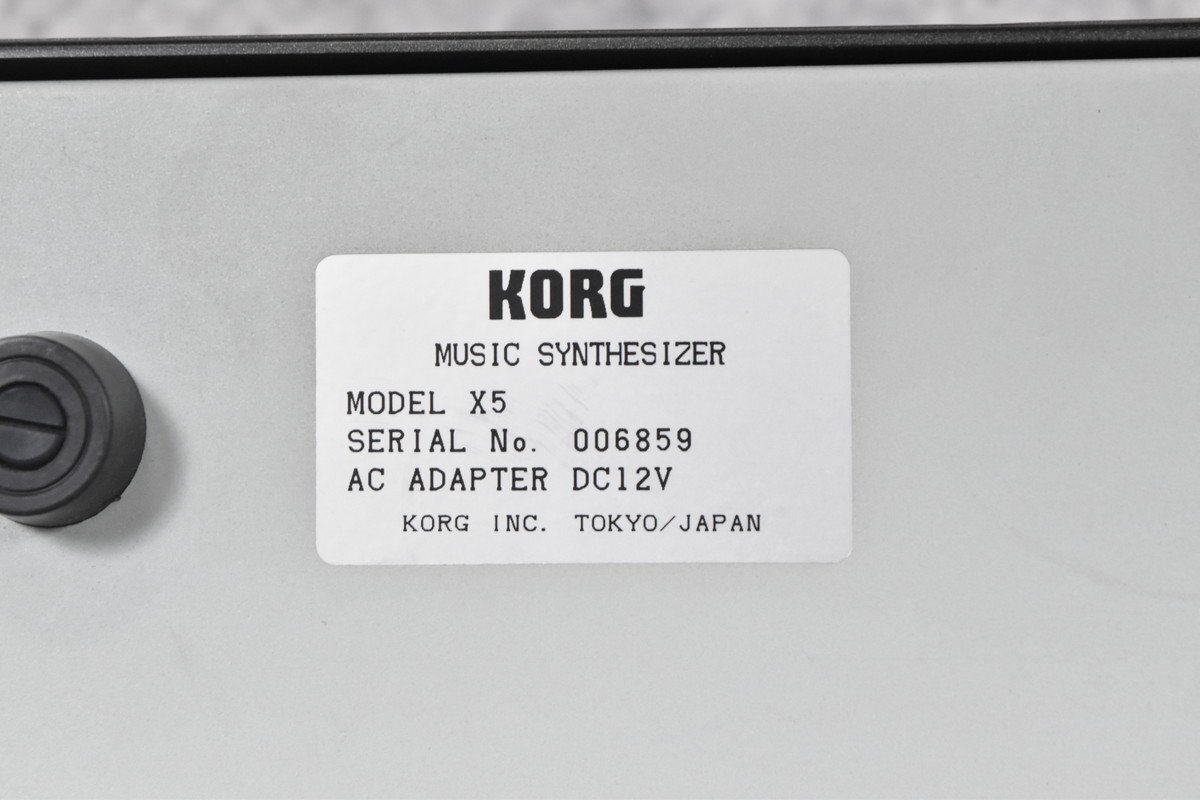 KORG
MUSIC SYNTHESIZER
MODEL X5
SERIAL No. 006859
AC ADAPTER DC12V
KORG INC. TOKYO/JAPAN